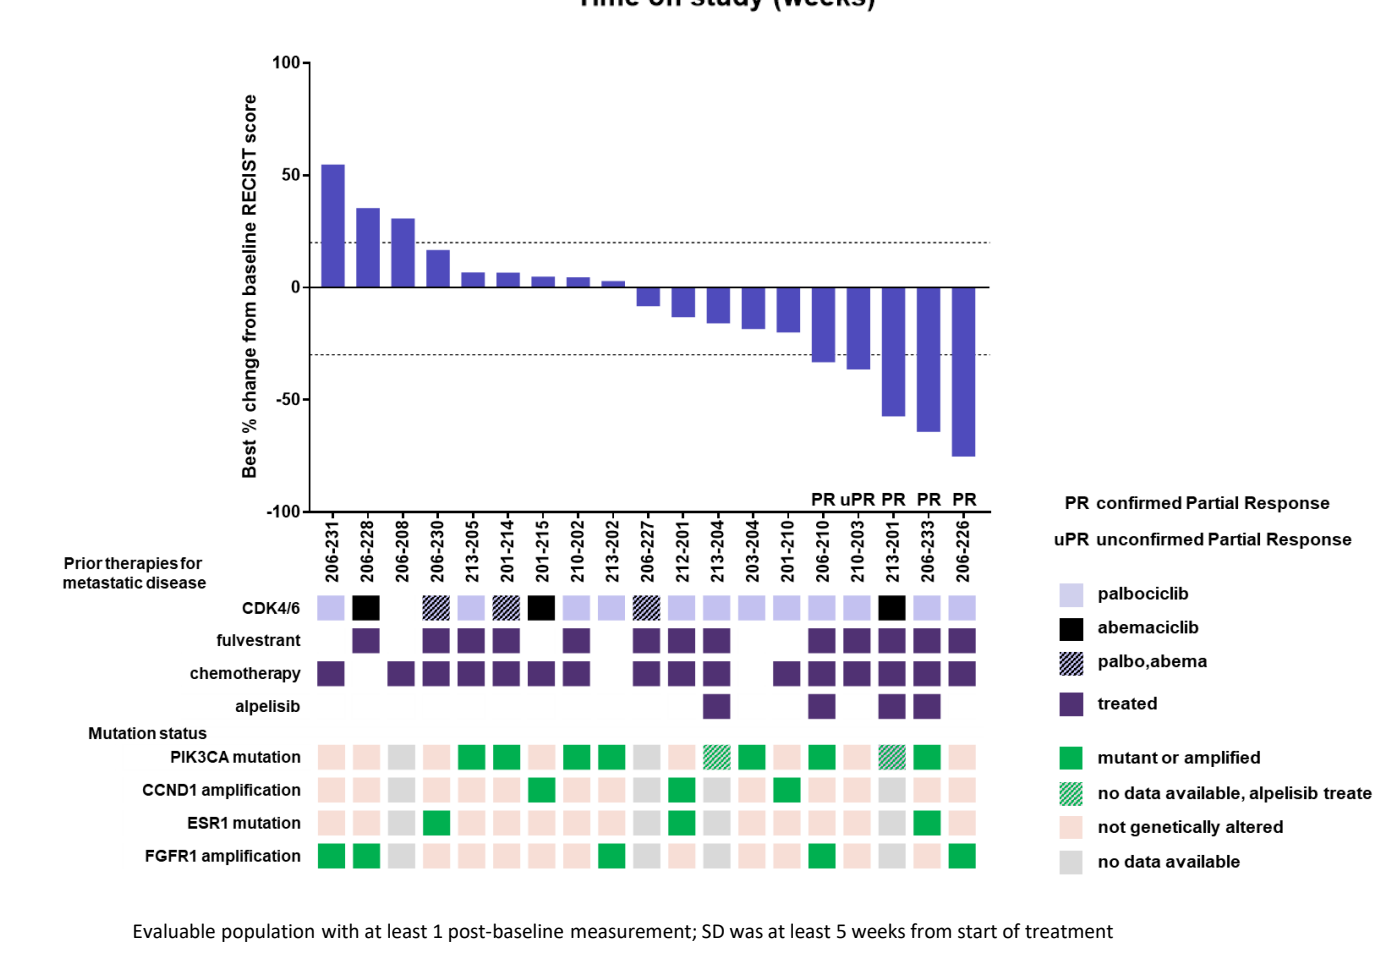 Time on study (weeks)
100
50
0
-50
-100
Best % change from baseline RECIST score
PR uPR PR PR PR
206-231
206-228
206-208
206-230
213-205
201-214
201-215
210-202
213-202
206-227
212-201
213-204
203-204
201-210
206-210
210-203
213-201
206-233
206-226
PR confirmed Partial Response
uPR unconfirmed Partial Response
Prior therapies for
metastatic disease
CDK4/6
fulvestrant
chemotherapy
alpelisib
palbociclib
abemaciclib
palbo,abema
treated
Mutation status
PIK3CA mutation
CCND1 amplification
ESR1 mutation
FGFR1 amplification
mutant or amplified
no data available, alpelisib treate
not genetically altered
no data available
Evaluable population with at least 1 post-baseline measurement; SD was at least 5 weeks from start of treatment